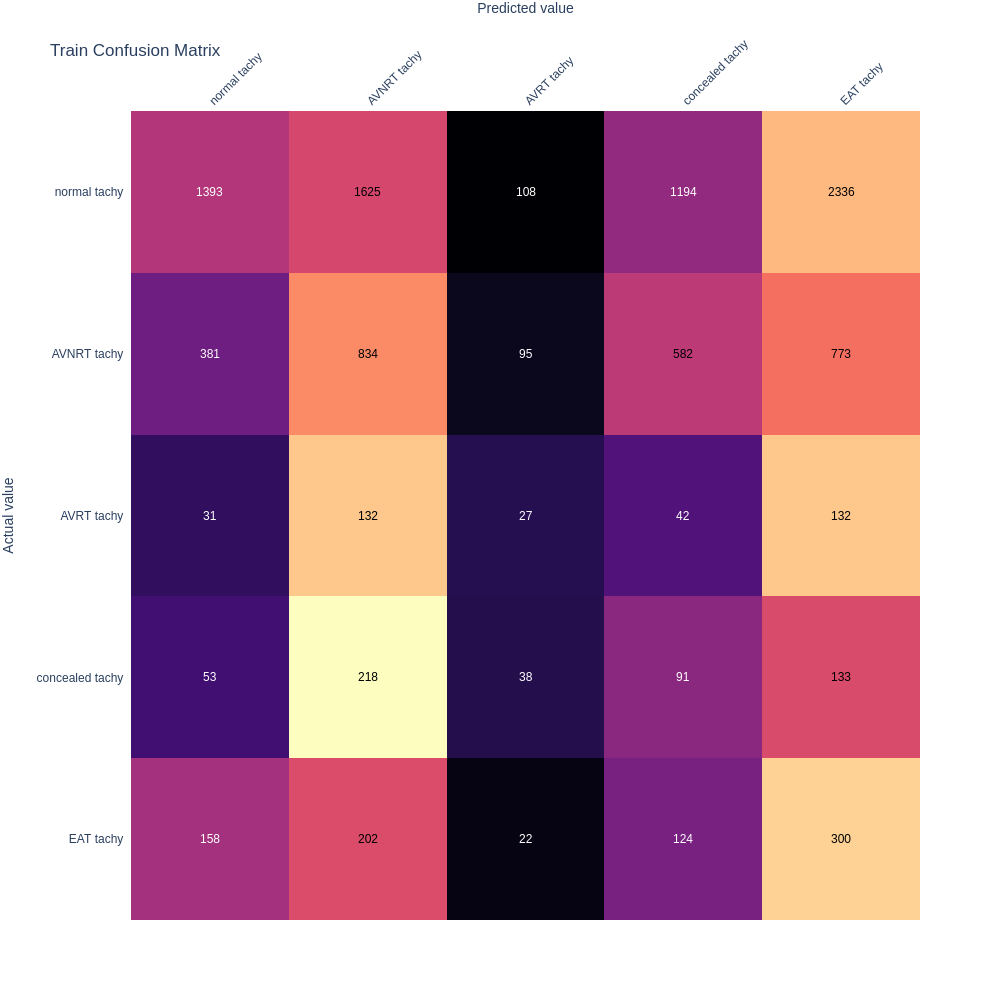 Predicted value
Train Confusion Matrix
normal tachy
AVNRT tachy
AVRT tachy
concealed tachy
EAT tachy
Actual value
normal tachy 1393 1625 108 1194 2336
AVNRT tachy 381 834 95 582 773
AVRT tachy 31 132 27 42 132
concealed tachy 53 218 38 91 133
EAT tachy 158 202 22 124 300